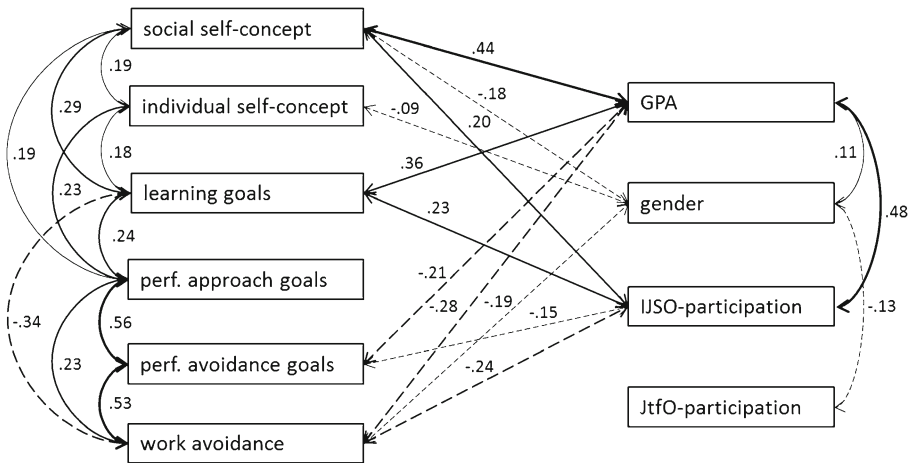 social self-concept
.44
.19
-.18
individual self-concept
-.09
.20
GPA
.29
.11
.19
.18
.36
.23
learning goals
.23
gender
.48
.24
-.21
perf. approach goals
-.28
-.19
-.15
IJSO-participation
-.13
-.34
.56
.23
perf. avoidance goals
-.24
.53
JtfO-participation
work avoidance